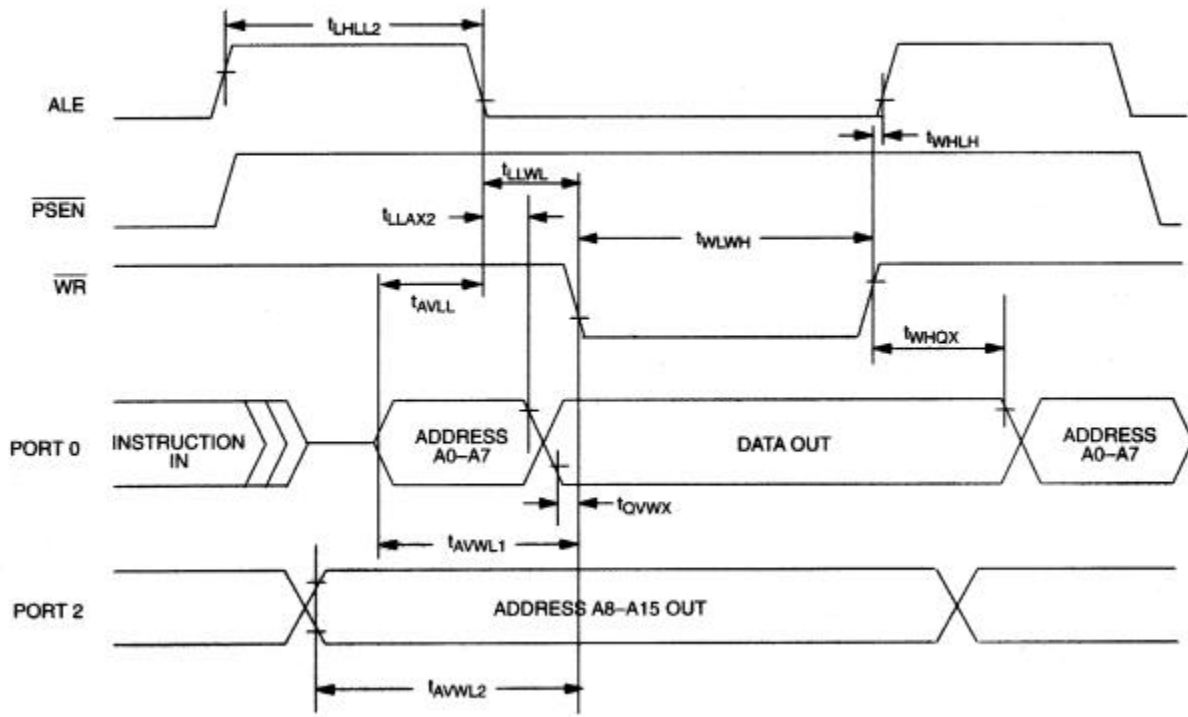 tLHLL2
ALE
tWHLH
tLLWL
PSEN
tLLAX2
tWLWH
WR
tAVLL
tWHQX
PORT 0
INSTRUCTION
IN
ADDRESS
A0–A7
DATA OUT
ADDRESS
A0–A7
tQVWX
tAVWL1
PORT 2
ADDRESS A8–A15 OUT
tAVWL2